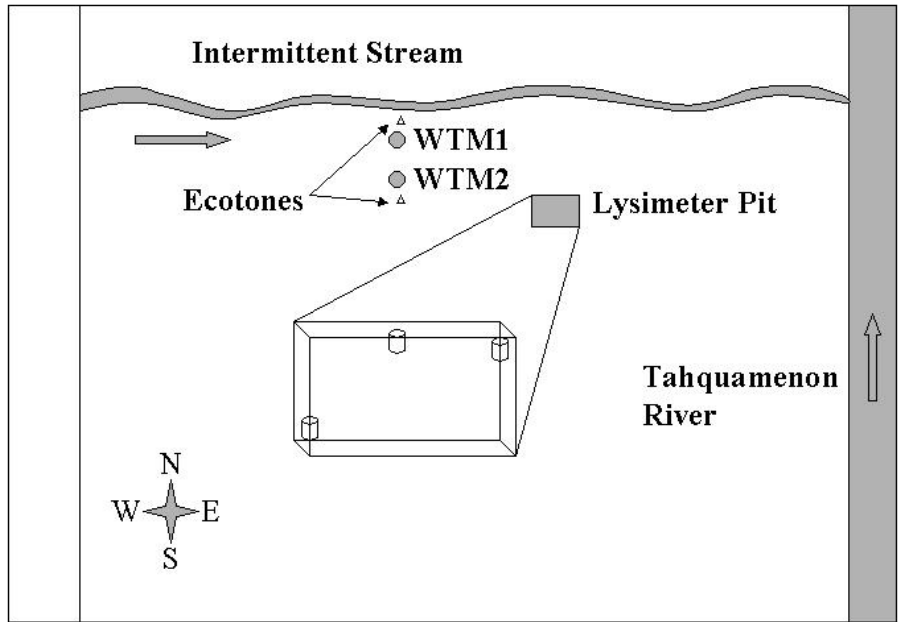 Intermittent Stream
WTM1
WTM2
Ecotones
Lysimeter Pit
Tahquamenon
River
N
W E
S